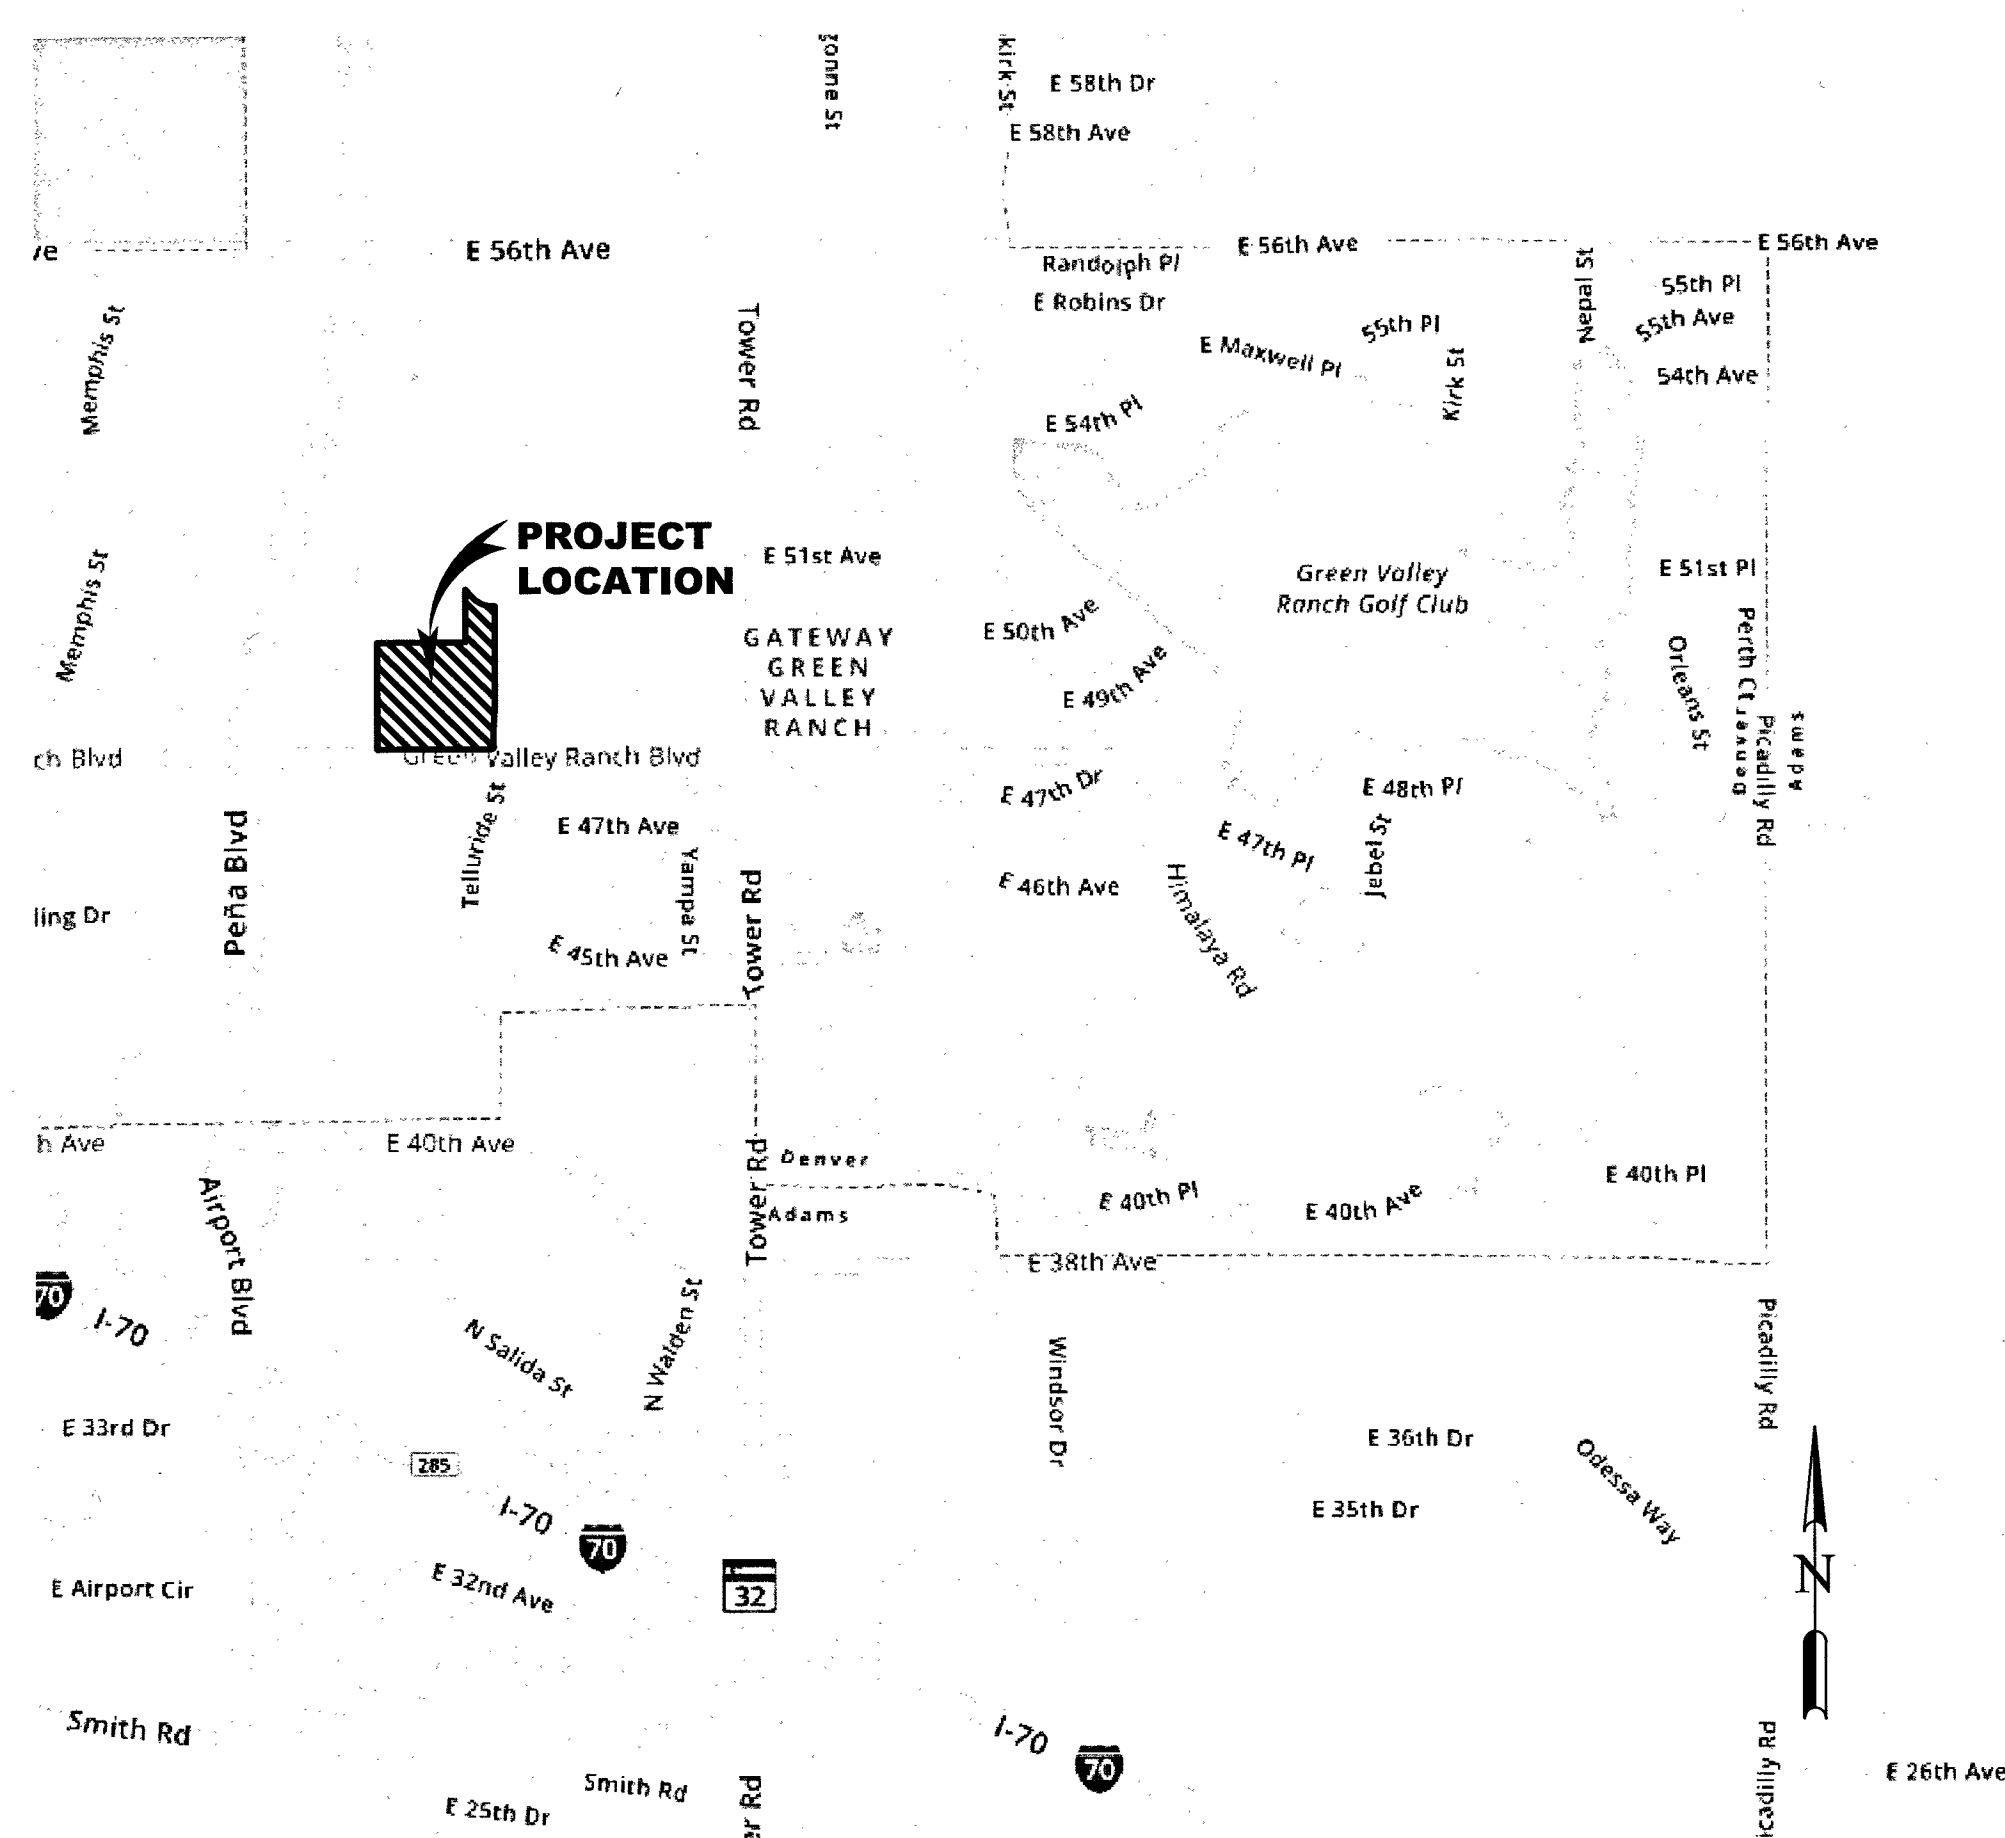 E 58th Dr
E 58th Ave
E 56th Ave
E 56th Ave
E 56th Ave
Randolph Pl
E Robins Dr
Nepal St
55th Pl
55th Ave
54th Ave
Memphis St
Tower Rd
E Maxwell Pl
55th Pl
Kirk St
E 54th Pl
PROJECT
LOCATION
E 51st Ave
Memphis St
Green Valley
Ranch Golf Club
E 51st Pl
E 50th Ave
GATEWAY
GREEN
VALLEY
RANCH
E 49th Ave
Orleans St
Perth Ct
Denver
Picadilly Rd
Adams
ch Blvd
Green Valley Ranch Blvd
E 47th Dr
E 48th Pl
Telluride St
E 47th Ave
Yampa St
Peña Blvd
Tower Rd
E 46th Ave
Himalaya Rd
E 47th Pl
Jebel St
ling Dr
E 45th Ave
h Ave
E 40th Ave
Tower Rd
Denver
Adams
E 40th Pl
E 40th Ave
E 40th Pl
Airport Blvd
E 38th Ave
70
I-70
N Salida St
N Walden St
Windsor Dr
Picadilly Rd
E 33rd Dr
285
I-70
70
E 36th Dr
E 35th Dr
Odessa Way
N
E Airport Cir
E 32nd Ave
32
Smith Rd
Smith Rd
E 25th Dr
er Rd
I-70
70
icadilly Rd
E 26th Ave